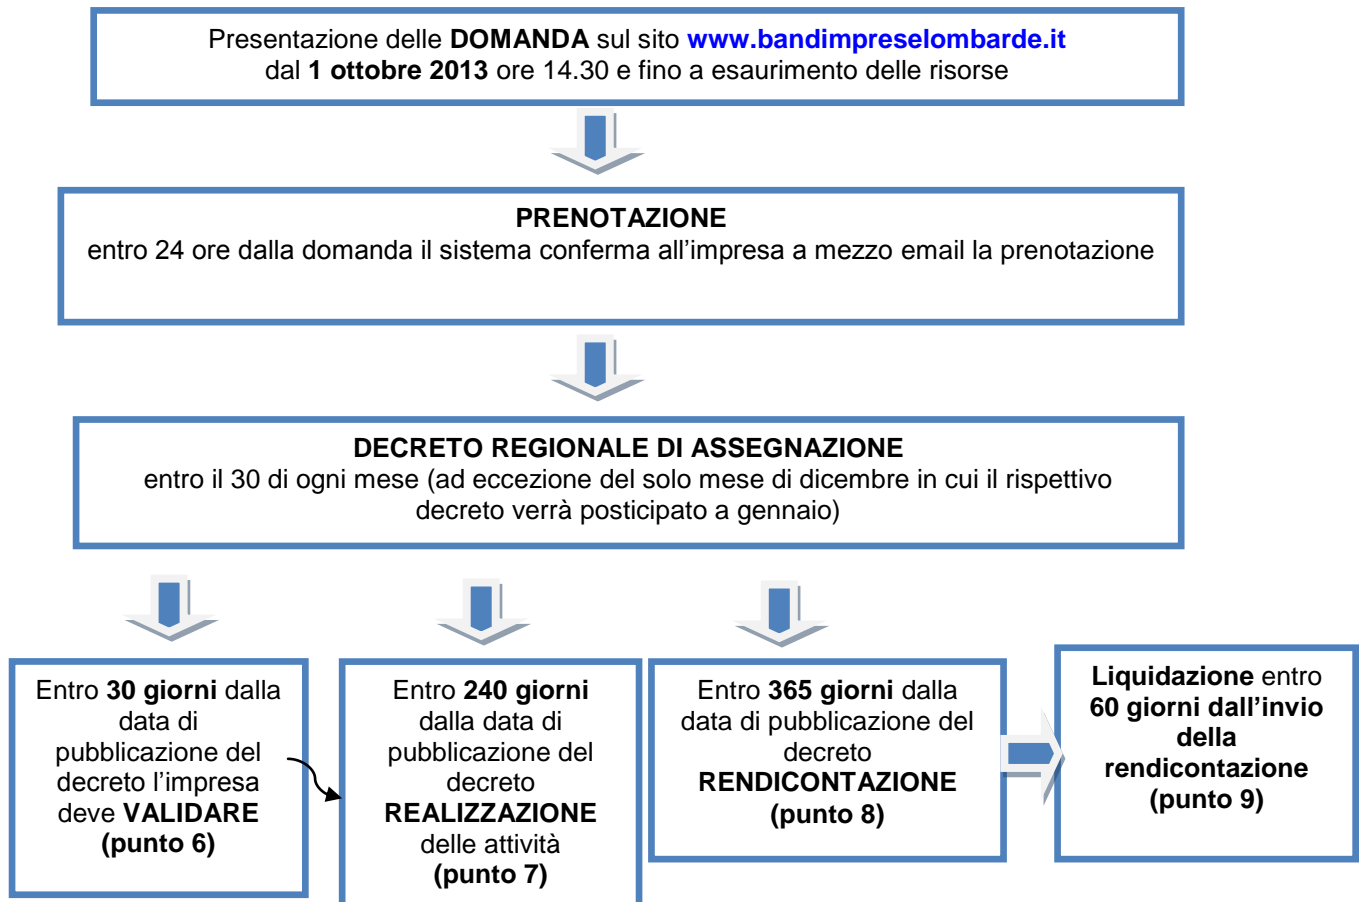 Presentazione delle DOMANDA sul sito www.bandimpreselombarde.it
dal 1 ottobre 2013 ore 14.30 e fino a esaurimento delle risorse
PRENOTAZIONE
entro 24 ore dalla domanda il sistema conferma all'impresa a mezzo email la prenotazione
DECRETO REGIONALE DI ASSEGNAZIONE
entro il 30 di ogni mese (ad eccezione del solo mese di dicembre in cui il rispettivo
decreto verrà posticipato a gennaio)
Entro 30 giorni dalla
data di
pubblicazione del
decreto l'impresa
deve VALIDARE
(punto 6)
Entro 240 giorni
dalla data di
pubblicazione del
decreto
REALIZZAZIONE
delle attività
(punto 7)
Entro 365 giorni dalla
data di pubblicazione del
decreto
RENDICONTAZIONE
(punto 8)
Liquidazione entro
60 giorni dall'invio
della
rendicontazione
(punto 9)